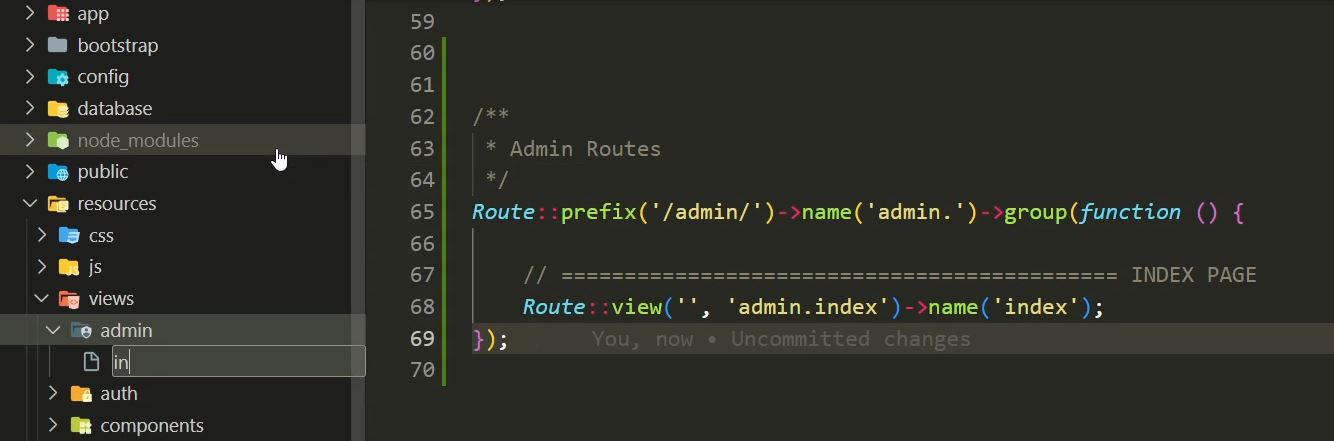 app
bootstrap
config
database
node_modules
public
resources
css
js
views
admin
in
auth
components
59
60
61
62 /**
63 * Admin Routes
64 */
65 Route::prefix('/admin/')->name('admin.')->group(function () {
66
67 // =========================================== INDEX PAGE
68 Route::view('', 'admin.index')->name('index');
69 }); You, now • Uncommitted changes
70